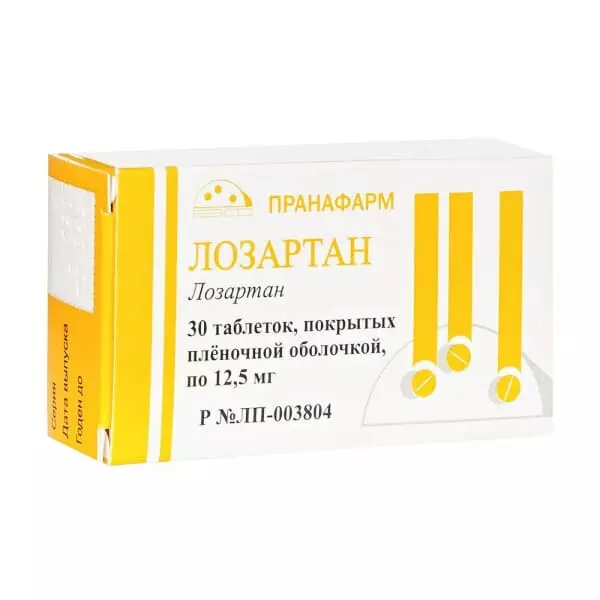 ПРАНАФАРМ
ЛОЗАРТАН
Лозартан
30 таблеток, покрытых
плёночной оболочкой,
по 12,5 мг
Р №ЛП-003804
Серия
Дата выпуска
Годен до